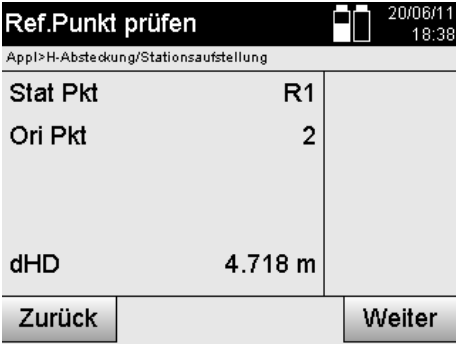 Ref.Punkt prüfen
20/06/11
18:38
Appl>H-Absteckung/Stationsaufstellung
Stat Pkt R1
Ori Pkt 2
dHD 4.718 m
Zurück Weiter